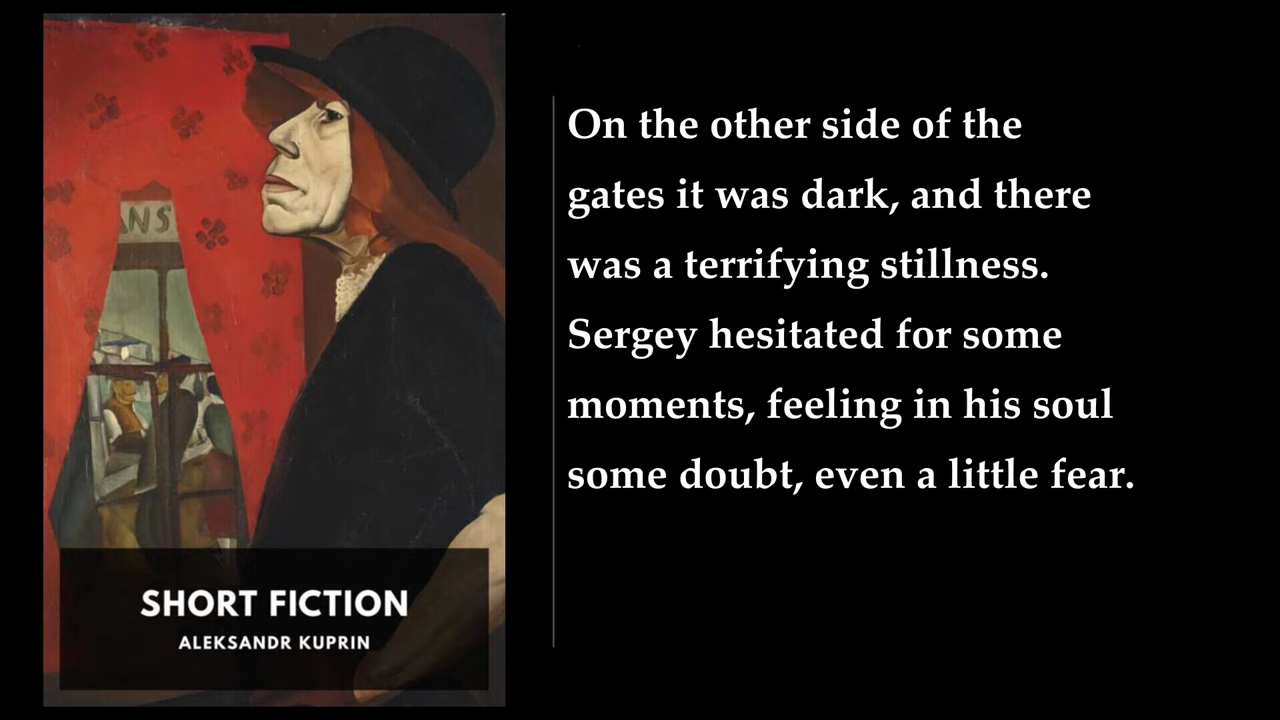 ANS
SHORT FICTION
ALEKSANDR KUPRIN
On the other side of the
gates it was dark, and there
was a terrifying stillness.
Sergey hesitated for some
moments, feeling in his soul
some doubt, even a little fear.